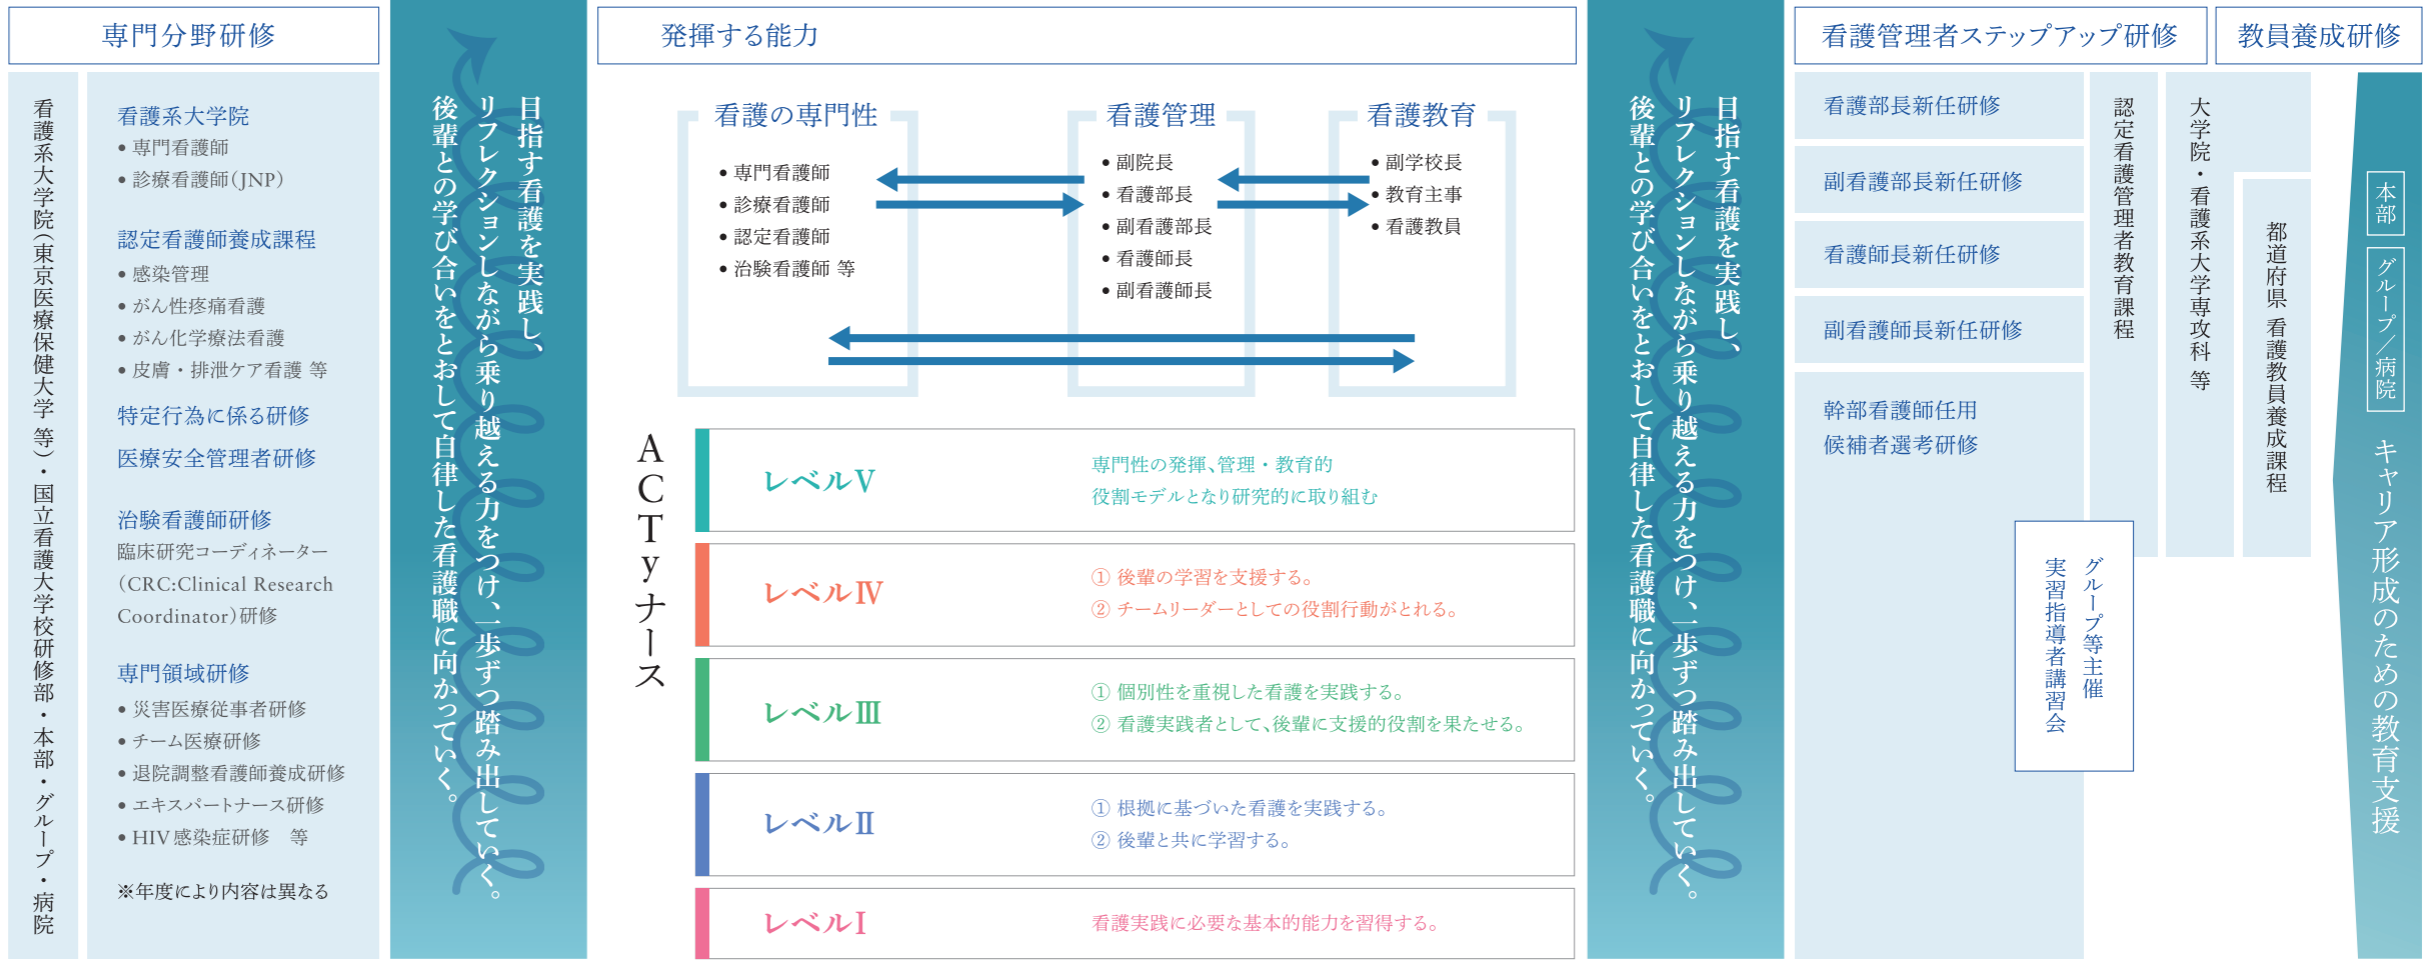 専門分野研修
看護系大学院（東京医療保健大学 等）・国立看護大学校研修部・本部・グループ・病院
看護系大学院
• 専門看護師
• 診療看護師（JNP）
認定看護師養成課程
• 感染管理
• がん性疼痛看護
• がん化学療法看護
• 皮膚・排泄ケア看護 等
特定行為に係る研修
医療安全管理者研修
治験看護師研修
臨床研究コーディネーター
（CRC:Clinical Research
Coordinator）研修
専門領域研修
• 災害医療従事者研修
• チーム医療研修
• 退院調整看護師養成研修
• エキスパートナース研修
• HIV感染症研修　等
※年度により内容は異なる
目指す看護を実践し、
リフレクションしながら乗り越える力をつけ、一歩ずつ踏み出していく。
後輩との学び合いをとおして自律した看護職に向かっていく。
発揮する能力
看護の専門性
• 専門看護師
• 診療看護師
• 認定看護師
• 治験看護師 等
看護管理
• 副院長
• 看護部長
• 副看護部長
• 看護師長
• 副看護師長
看護教育
• 副学校長
• 教育主事
• 看護教員
ACTyナース
レベルⅤ
専門性の発揮、管理・教育的
役割モデルとなり研究的に取り組む
レベルⅣ
① 後輩の学習を支援する。
② チームリーダーとしての役割行動がとれる。
レベルⅢ
① 個別性を重視した看護を実践する。
② 看護実践者として、後輩に支援的役割を果たせる。
レベルⅡ
① 根拠に基づいた看護を実践する。
② 後輩と共に学習する。
レベルⅠ
看護実践に必要な基本的能力を習得する。
目指す看護を実践し、
リフレクションしながら乗り越える力をつけ、一歩ずつ踏み出していく。
後輩との学び合いをとおして自律した看護職に向かっていく。
看護管理者ステップアップ研修
教員養成研修
看護部長新任研修
副看護部長新任研修
看護師長新任研修
副看護師長新任研修
幹部看護師任用
候補者選考研修
認定看護管理者教育課程
大学院・看護系大学専攻科 等
都道府県 看護教員養成課程
グループ等主催
実習指導者講習会
本部
グループ／病院
キャリア形成のための教育支援